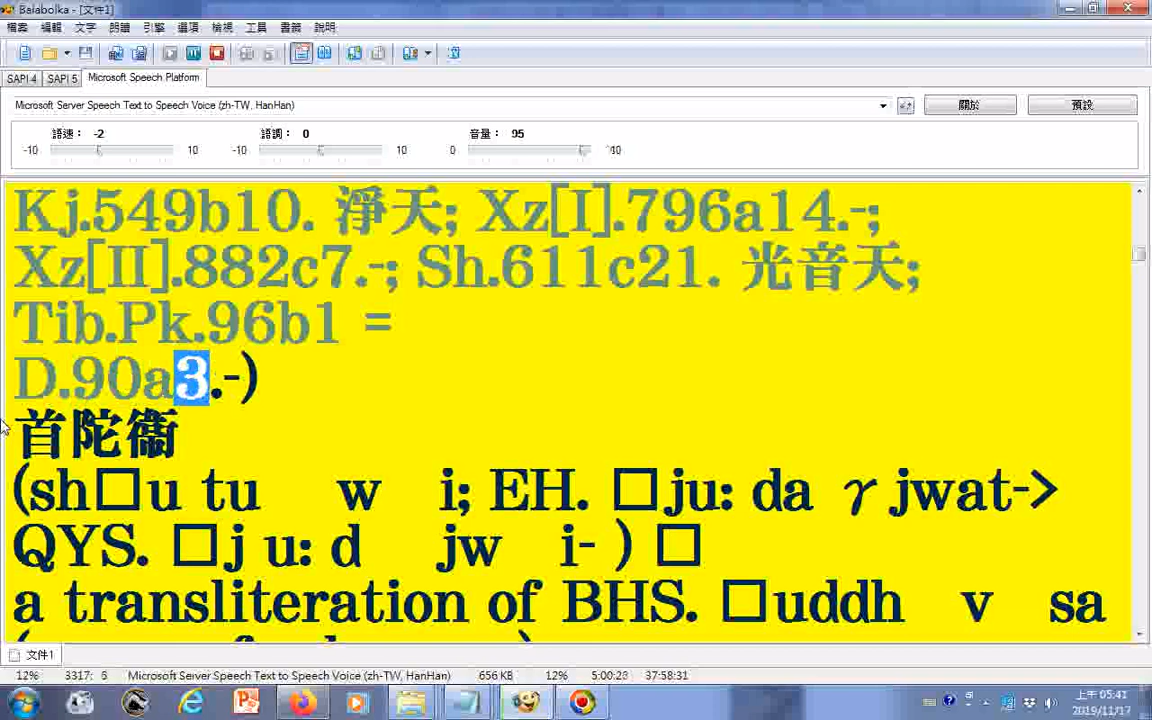 Balabolka - [文件1]
檔案 編輯 文字 朗讀 引擎 選項 檢視 工具 書籤 說明
SAPI 4 SAPI 5 Microsoft Speech Platform
Microsoft Server Speech Text to Speech Voice (zh-TW, HanHan) 關於 預設
語速： -2 語調： 0 音量： 95
-10 10 -10 10 0 100
Kj.549b10. 淨天; Xz[I].796a14.-;
Xz[II].882c7.-; Sh.611c21. 光音天;
Tib.Pk.96b1 =
D.90a3.-)
首陀衞
(sh□u tu w i; EH. □ju: da γ jwat->
QYS. □j u: d jw i- ) □
a transliteration of BHS. □uddh v sa
文件1
12% 3317: 6 Microsoft Server Speech Text to Speech Voice (zh-TW, HanHan) 656 KB 12% 5:00:23 37:58:31
上午 05:41
2019/11/17